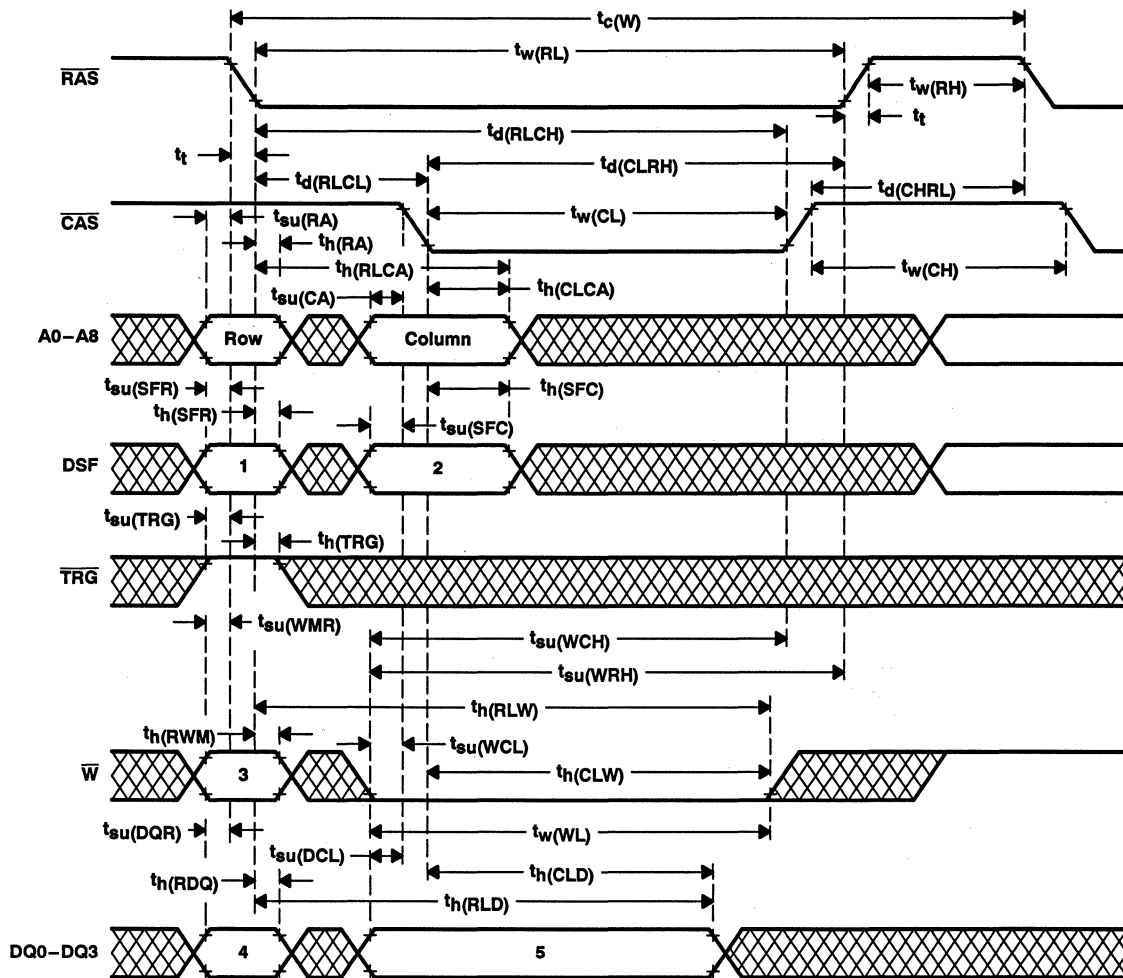 tc(W)
tw(RL)
RAS
tw(RH)
td(RLCH)
tt
tt
td(CLRH)
td(RLCL)
td(CHRL)
CAS
tsu(RA)
tw(CL)
th(RA)
th(RLCA)
tw(CH)
tsu(CA)
th(CLCA)
A0–A8
Row
Column
tsu(SFR)
th(SFC)
th(SFR)
tsu(SFC)
DSF
1
2
tsu(TRG)
th(TRG)
TRG
tsu(WMR)
tsu(WCH)
tsu(WRH)
th(RLW)
th(RWM)
tsu(WCL)
W
3
th(CLW)
tsu(DQR)
tw(WL)
tsu(DCL)
th(CLD)
th(RDQ)
th(RLD)
DQ0–DQ3
4
5